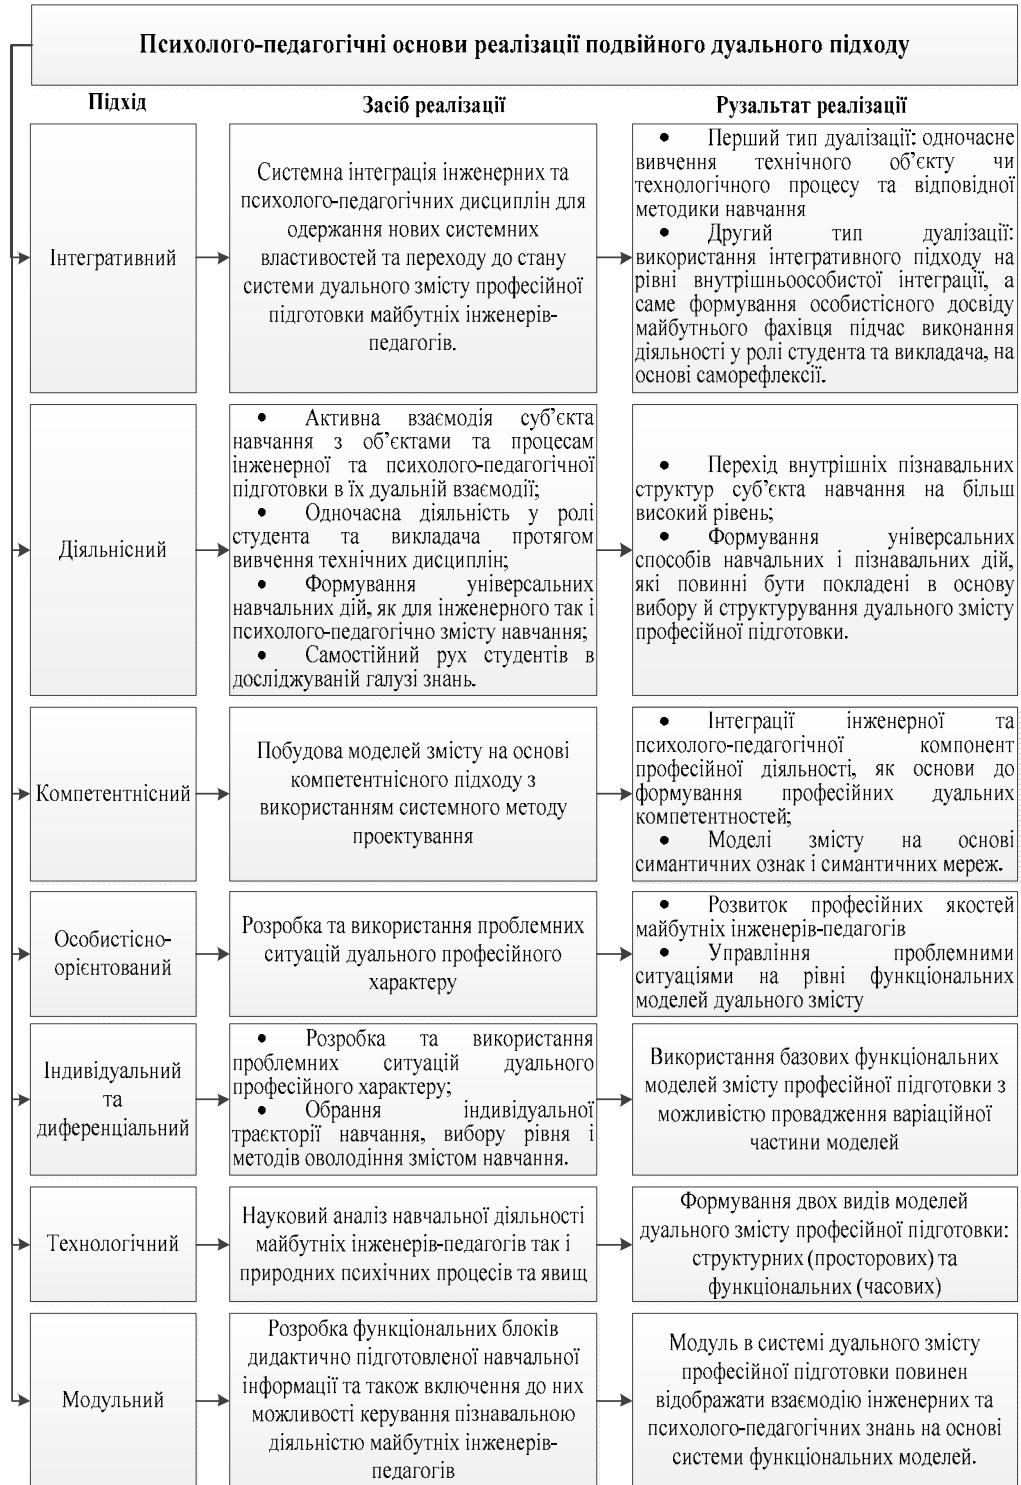 Психолого-педагогічні основи реалізації подвійного дуального підходу
Підхід
Засіб реалізації
Рузальтат реалізації
Інтегративний
Системна інтеграція інженерних та
психолого-педагогічних дисциплін для
одержання нових системних
властивостей та переходу до стану
системи дуального змісту професійної
підготовки майбутніх інженерів-
педагогів.
• Перший тип дуалізації: одночасне
вивчення технічного об’єкту чи
технологічного процесу та відповідної
методики навчання
• Другий тип дуалізації:
використання інтегративного підходу на
рівні внутрішньоособистої інтеграції, а
саме формування особистісного досвіду
майбутнього фахівця підчас виконання
діяльності у ролі студента та викладача, на
основі саморефлексії.
Діяльнісний
• Активна взаємодія суб’єкта
навчання з об’єктами та процесам
інженерної та психолого-педагогічної
підготовки в їх дуальній взаємодії;
• Одночасна діяльність у ролі
студента та викладача протягом
вивчення технічних дисциплін;
• Формування універсальних
навчальних дій, як для інженерного так і
психолого-педагогічно змісту навчання;
• Самостійний рух студентів в
досліджуваній галузі знань.
• Перехід внутрішніх пізнавальних
структур суб’єкта навчання на більш
високий рівень;
• Формування універсальних
способів навчальних і пізнавальних дій,
які повинні бути покладені в основу
вибору й структурування дуального змісту
професійної підготовки.
Компетентнісний
Побудова моделей змісту на основі
компетентнісного підходу з
використанням системного методу
проектування
• Інтеграції інженерної та
психолого-педагогічної компонент
професійної діяльності, як основи до
формування професійних дуальних
компетентностей;
• Моделі змісту на основі
симантичних ознак і симантичних мереж.
Особистісно-
орієнтований
Розробка та використання проблемних
ситуацій дуального професійного
характеру
• Розвиток професійних якостей
майбутніх інженерів-педагогів
• Управління проблемними
ситуаціями на рівні функціональних
моделей дуального змісту
Індивідуальний
та
диференціальний
• Розробка та використання
проблемних ситуацій дуального
професійного характеру;
• Обрання індивідуальної
траєкторії навчання, вибору рівня і
методів оволодіння змістом навчання.
Використання базових функціональних
моделей змісту професійної підготовки з
можливістю провадження варіаційної
частини моделей
Технологічний
Науковий аналіз навчальної діяльності
майбутніх інженерів-педагогів так і
природних психічних процесів та явищ
Формування двох видів моделей
дуального змісту професійної підготовки:
структурних (просторових) та
функціональних (часових)
Модульний
Розробка функціональних блоків
дидактично підготовленої навчальної
інформації та також включення до них
можливості керування пізнавальною
діяльністю майбутніх інженерів-
педагогів
Модуль в системі дуального змісту
професійної підготовки повинен
відображати взаємодію інженерних та
психолого-педагогічних знань на основі
системи функціональних моделей.